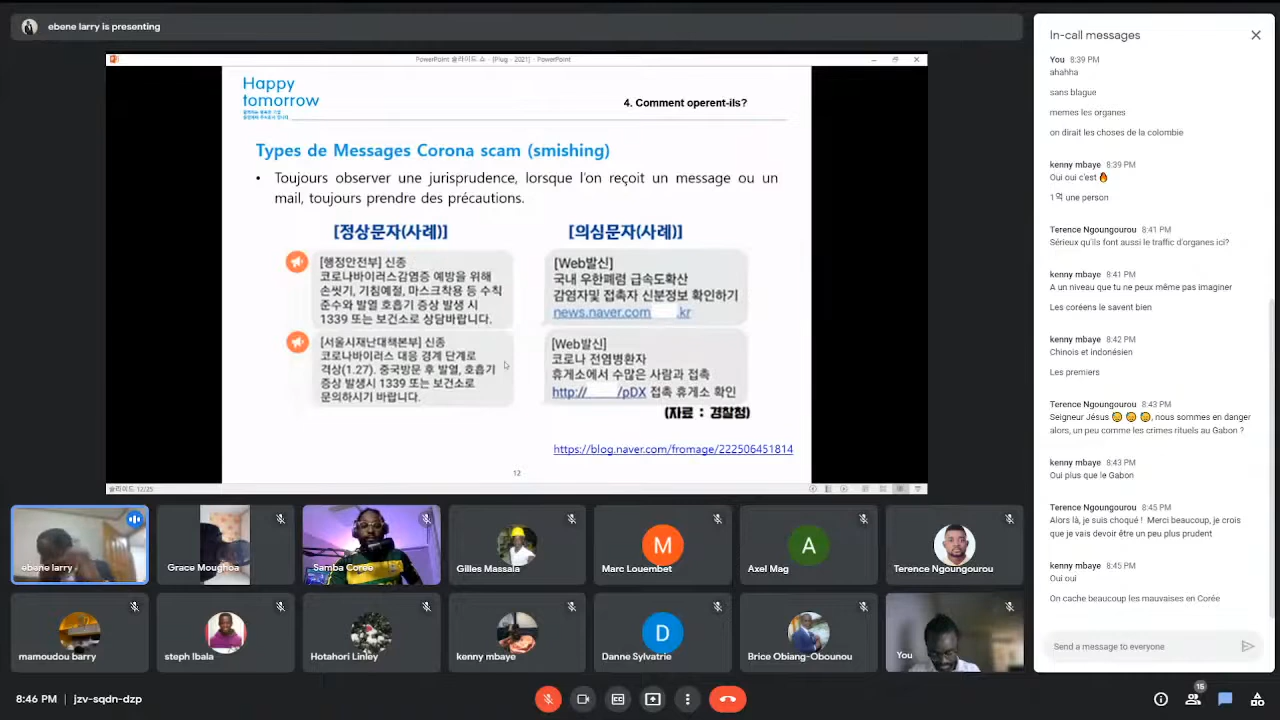 ebene larry is presenting
PowerPoint 슬라이드 쇼 - [Plug - 2021] - PowerPoint
Happy
tomorrow
4. Comment operent-ils?
Types de Messages Corona scam (smishing)
• Toujours observer une jurisprudence, lorsque l'on reçoit un message ou un
mail, toujours prendre des précautions.
[정상문자(사례)]
[행정안전부] 신종
코로나바이러스감염증 예방을 위해
손씻기, 기침예절, 마스크착용 등 수칙
준수와 발열 호흡기 증상 발생 시
1339 또는 보건소로 상담바랍니다.
[서울시재난대책본부] 신종
코로나바이러스 대응 경계 단계로
격상(1.27). 중국방문 후 발열, 호흡기
증상 발생시 1339 또는 보건소로
문의하시기 바랍니다.
[의심문자(사례)]
[Web발신]
국내 우한폐렴 급속도확산
감염자및 접촉자 신분정보 확인하기
news.naver.com .kr
[Web발신]
코로나 전염병환자
휴게소에서 수많은 사람과 접촉
http:// /pDX 접촉 휴게소 확인
(자료 : 경찰청)
https://blog.naver.com/fromage/222506451814
12
슬라이드 12/25
ebene larry
Grace Moughoa
Samba Corée
Gilles Massala
M
Marc Louembet
A
Axel Mag
Terence Ngoungourou
mamoudou barry
steph Ibala
Hotahori Linley
kenny mbaye
D
Danne Sylvatrie
Brice Obiang-Obounou
You
8:46 PM | jzv-sqdn-dzp
15
In-call messages
You 8:39 PM
ahahha
sans blague
memes les organes
on dirait les choses de la colombie
kenny mbaye 8:39 PM
Oui oui c'est 🔥
1억 une person
Terence Ngoungourou 8:41 PM
Sérieux qu'ils font aussi le traffic d'organes ici?
kenny mbaye 8:41 PM
A un niveau que tu ne peux même pas imaginer
Les coréens le savent bien
kenny mbaye 8:42 PM
Chinois et indonésien
Les premiers
Terence Ngoungourou 8:43 PM
Seigneur Jésus 😳 😳 😳, nous sommes en danger
alors, un peu comme les crimes rituels au Gabon ?
kenny mbaye 8:43 PM
Oui plus que le Gabon
Terence Ngoungourou 8:45 PM
Alors là, je suis choqué ! Merci beaucoup, je crois
que je vais devoir être un peu plus prudent
kenny mbaye 8:45 PM
Oui oui
On cache beaucoup les mauvaises en Corée
Send a message to everyone